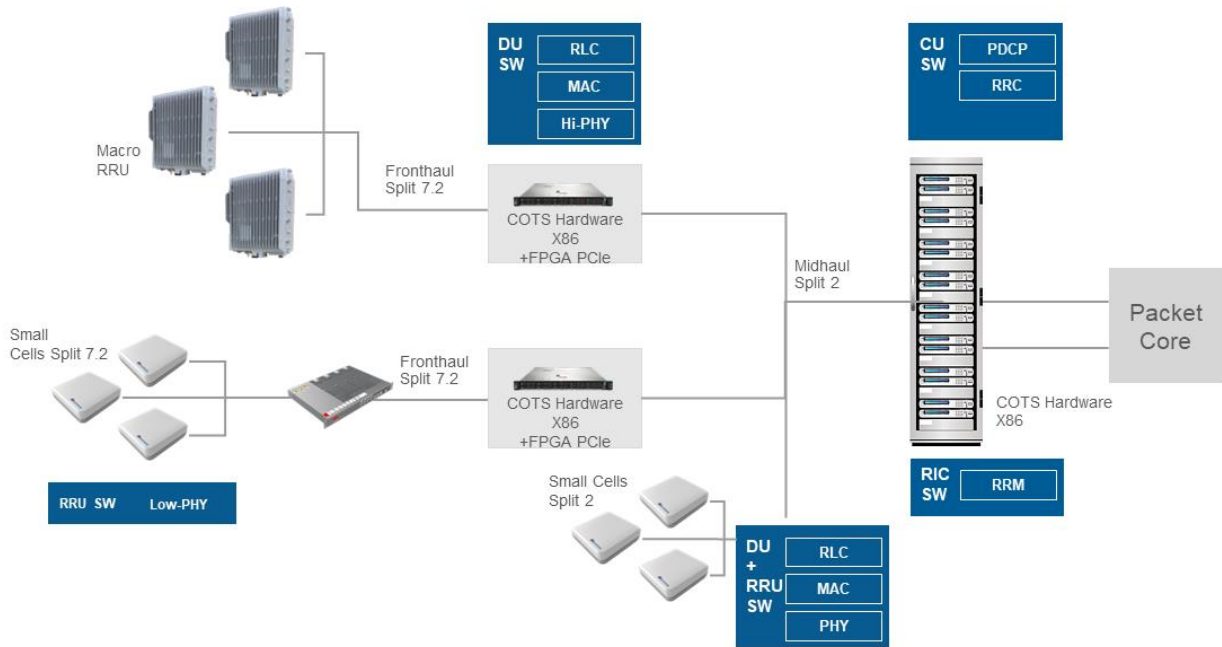 DU
SW
RLC
MAC
Hi-PHY
CU
SW
PDCP
RRC
Macro
RRU
Fronthaul
Split 7.2
COTS Hardware
X86
+FPGA PCIe
Midhaul
Split 2
Packet
Core
Small
Cells Split 7.2
Fronthaul
Split 7.2
COTS Hardware
X86
+FPGA PCIe
COTS Hardware
X86
RRU SW Low-PHY
Small Cells
Split 2
RIC
SW
RRM
DU
+
RRU
SW
RLC
MAC
PHY